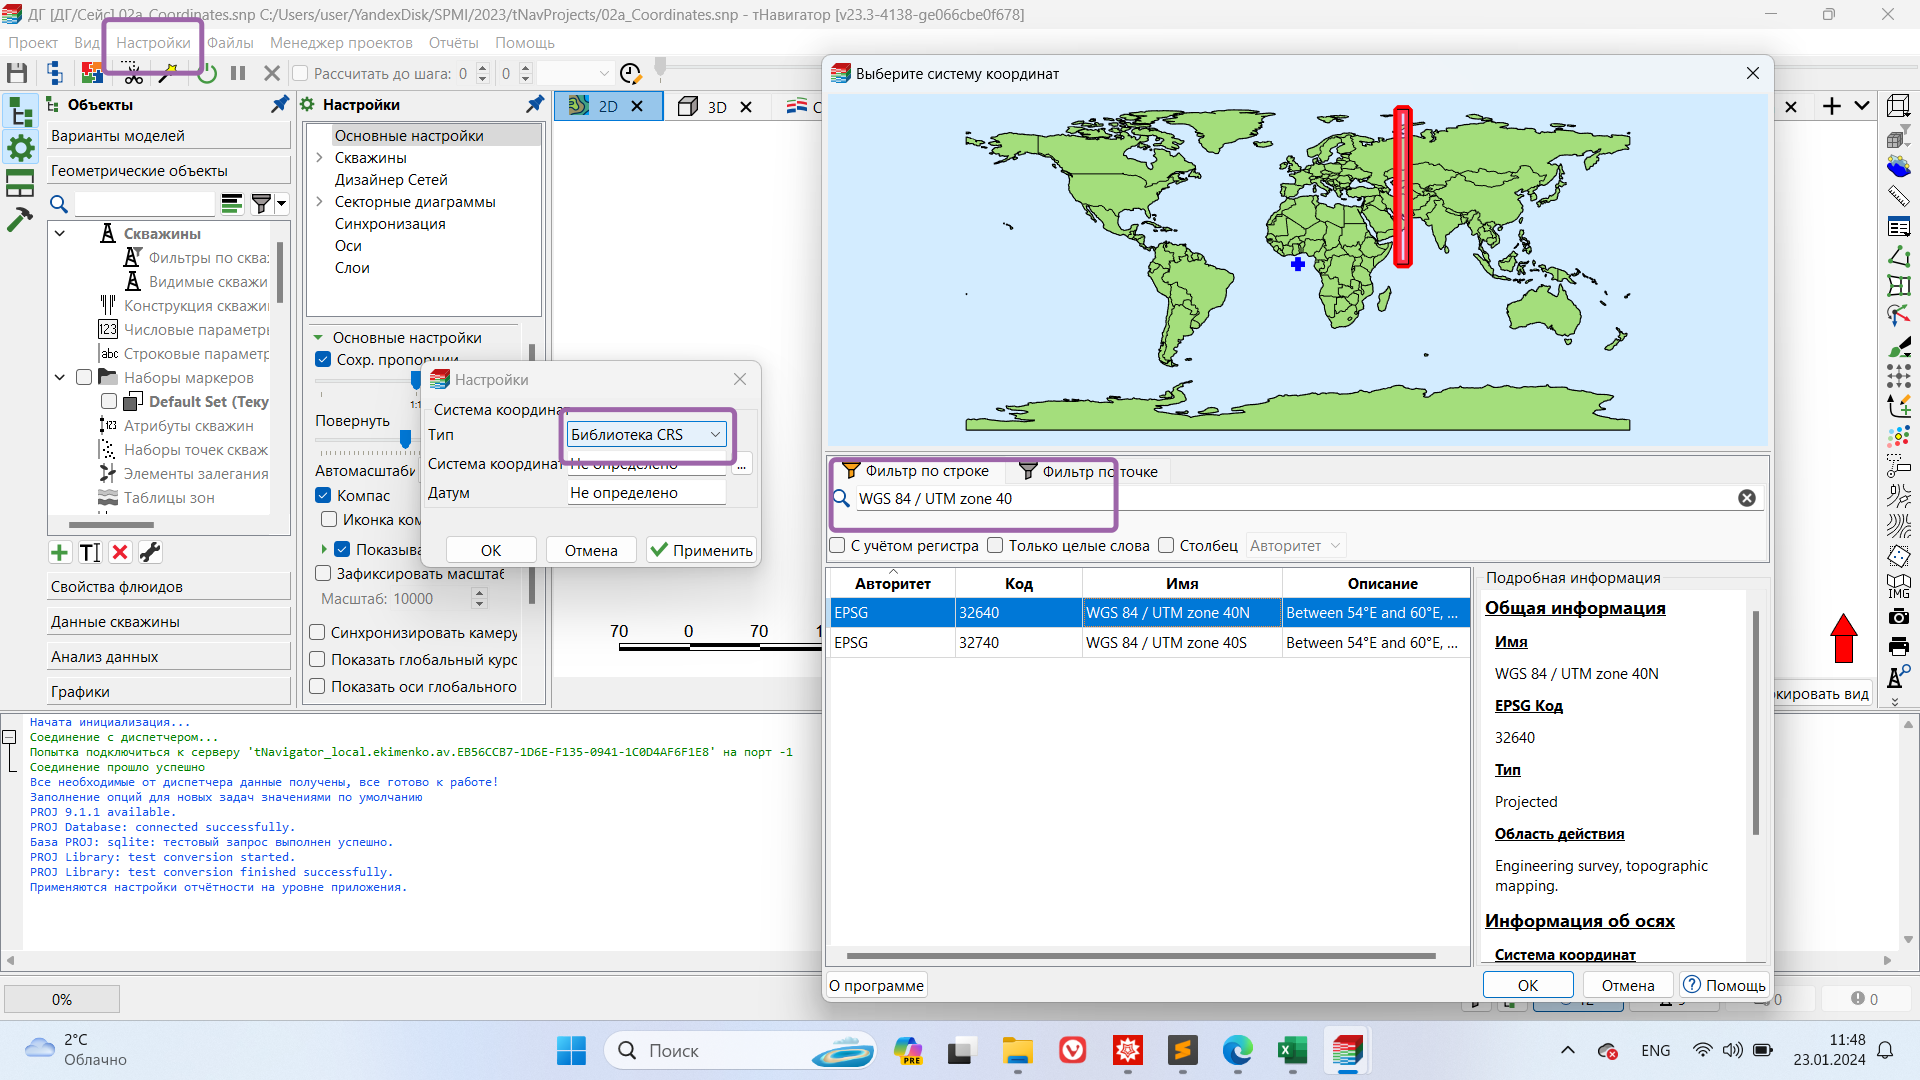 ДГ [ДГ/Сейс] 02a_Coordinates.snp C:/Users/user/YandexDisk/SPMI/2023/tNavProjects/02a_Coordinates.snp - тНавигатор [v23.3-4138-ge066cbe0f678]
Проект Вид Настройки Файлы Менеджер проектов Отчёты Помощь
Рассчитать до шага: 0 0
Объекты
Варианты моделей
Геометрические объекты
Скважины
Фильтры по сква
Видимые скважи
Конструкция скважи
123 Числовые параметр
abc Строковые параметр
Наборы маркеров
Default Set (Теку
Атрибуты скважин
Наборы точек скваж
Элементы залегания
Таблицы зон
Свойства флюидов
Данные скважины
Анализ данных
Графики
Настройки
Основные настройки
Скважины
Дизайнер Сетей
Секторные диаграммы
Синхронизация
Оси
Слои
Основные настройки
Сохр. пропорции
1:1
Повернуть
Автомасштаби
Компас
Иконка ком
Показыва
Зафиксировать масштаб
Масштаб: 10000
Синхронизировать камеру
Показать глобальный курс
Показать оси глобального
2D
3D
С
70 0 70 1
Настройки
Система координат
Тип Библиотека CRS
Система координат Не определено ...
Датум Не определено
ОК Отмена Применить
Выберите систему координат
Фильтр по строке Фильтр по точке
WGS 84 / UTM zone 40
С учётом регистра Только целые слова Столбец Авторитет
Авторитет Код Имя Описание
EPSG 32640 WGS 84 / UTM zone 40N Between 54°E and 60°E, ...
EPSG 32740 WGS 84 / UTM zone 40S Between 54°E and 60°E, ...
Подробная информация
Общая информация
Имя
WGS 84 / UTM zone 40N
EPSG Код
32640
Тип
Projected
Область действия
Engineering survey, topographic
mapping.
Информация об осях
Система координат
О программе ОК Отмена Помощь
кировать вид
IMG
Начата инициализация...
Соединение с диспетчером...
Попытка подключиться к серверу 'tNavigator_local.ekimenko.av.EB56CCB7-1D6E-F135-0941-1C0D4AF6F1E8' на порт -1
Соединение прошло успешно
Все необходимые от диспетчера данные получены, все готово к работе!
Заполнение опций для новых задач значениями по умолчанию
PROJ 9.1.1 available.
PROJ Database: connected successfully.
База PROJ: sqlite: тестовый запрос выполнен успешно.
PROJ Library: test conversion started.
PROJ Library: test conversion finished successfully.
Применяются настройки отчётности на уровне приложения.
0%
0 0
2°C
Облачно
Поиск
PRE
ENG
11:48
23.01.2024